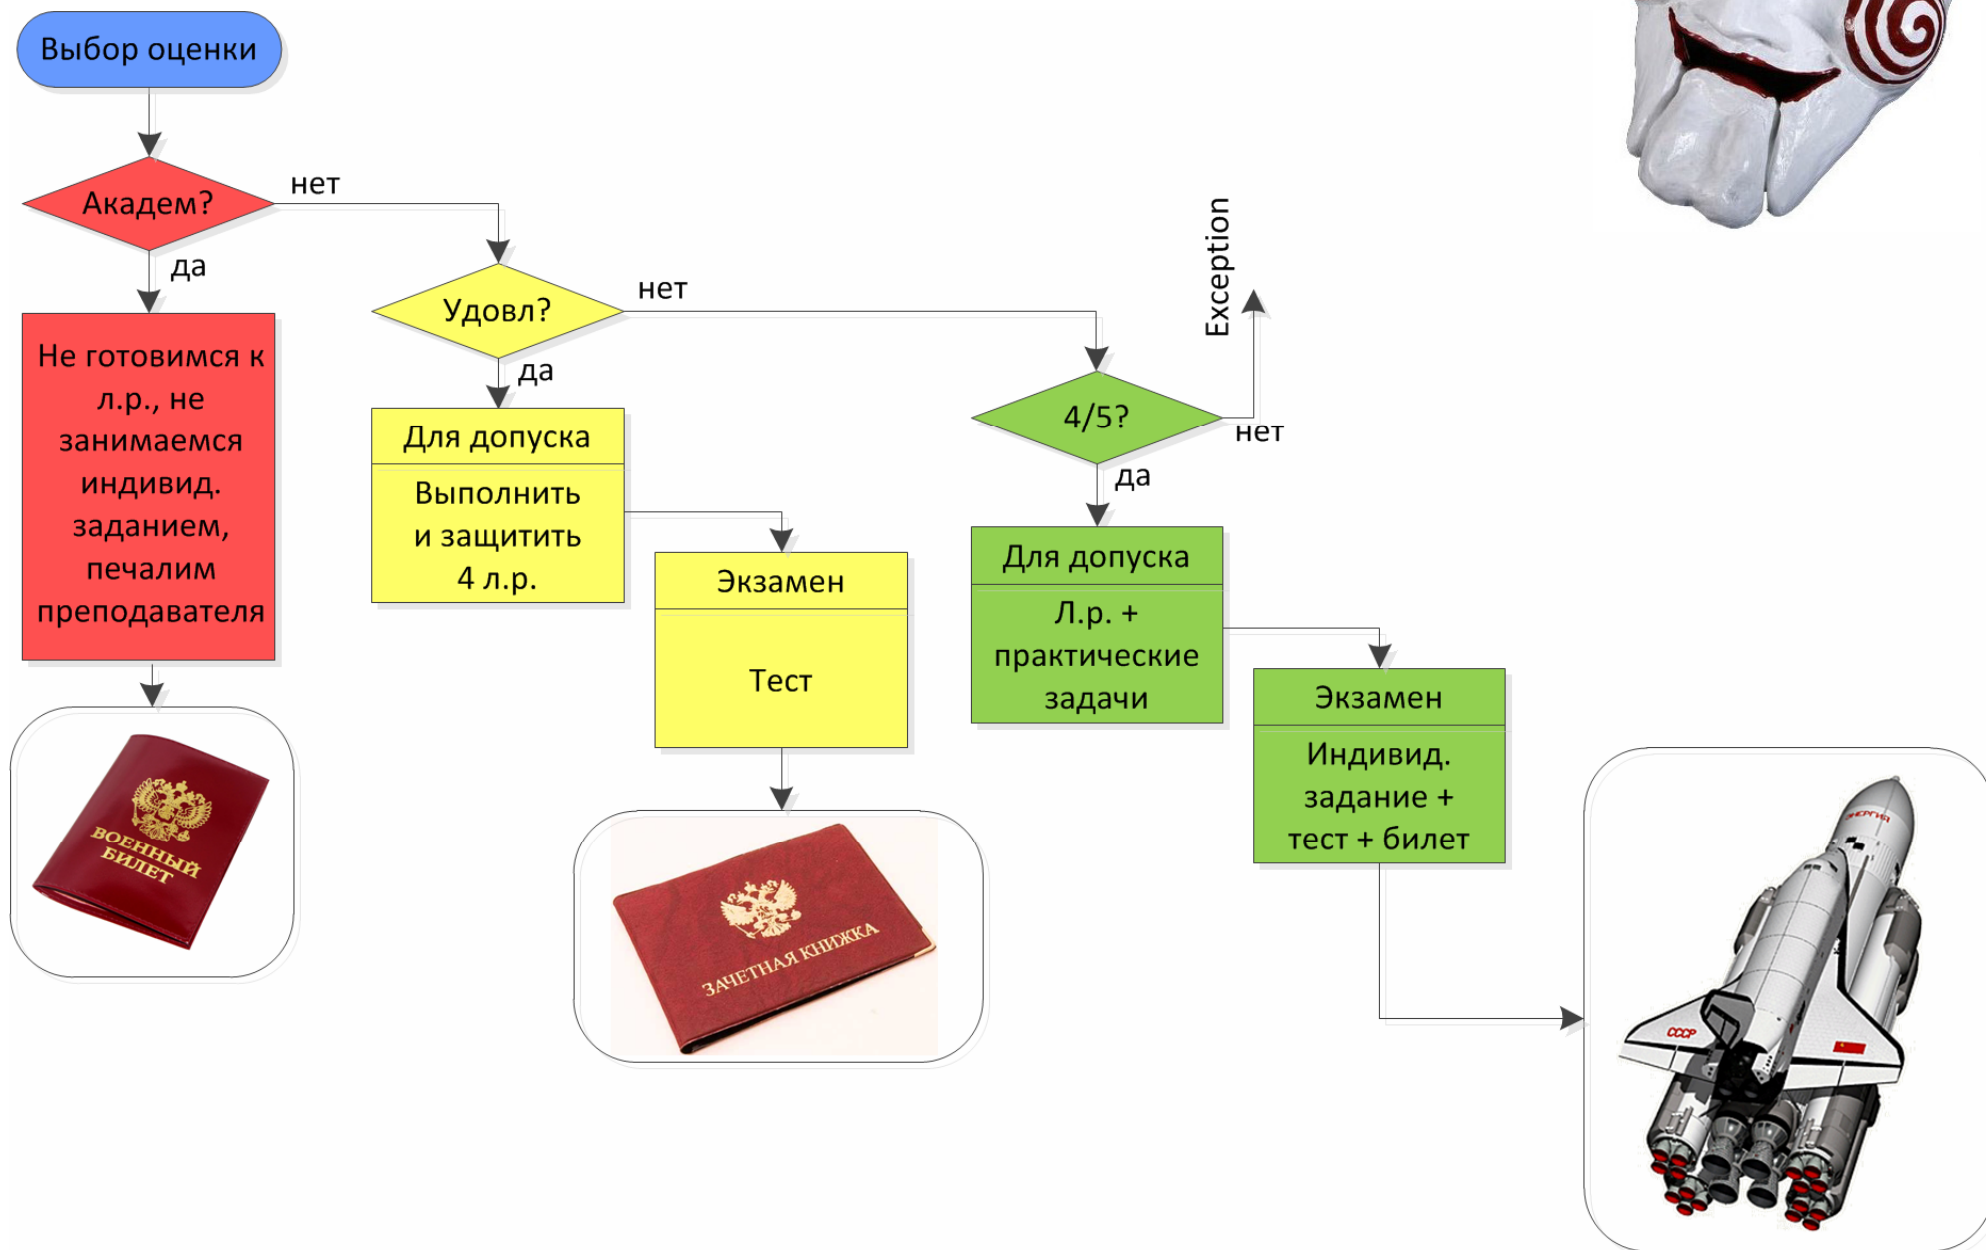 Выбор оценки
Академ?
нет
да
Не готовимся к
л.р., не
занимаемся
индивид.
заданием,
печалим
преподавателя
ВОЕННЫЙ
БИЛЕТ
Удовл?
нет
да
Для допуска
Выполнить
и защитить
4 л.р.
Экзамен
Тест
ЗАЧЕТНАЯ КНИЖКА
4/5?
нет
Exception
да
Для допуска
Л.р. +
практические
задачи
Экзамен
Индивид.
задание +
тест + билет
ЭНЕРГИЯ
СССР